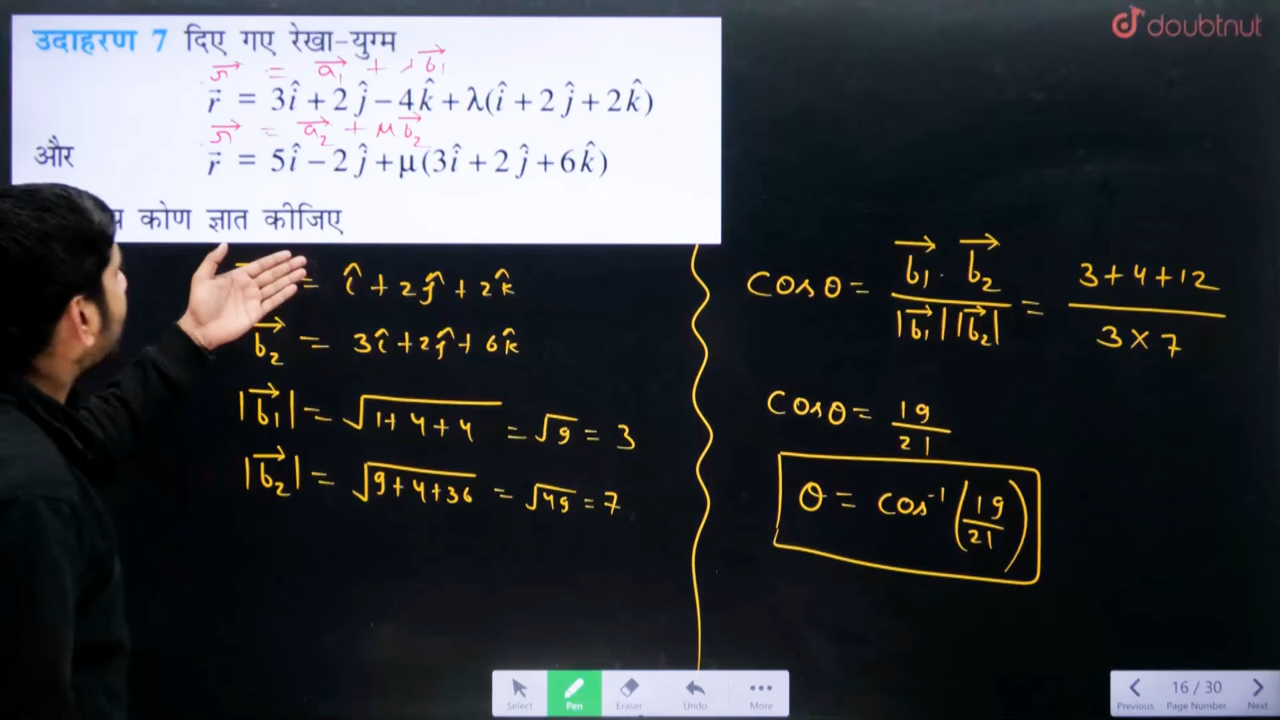 doubtnut
उदाहरण 7 दिए गए रेखा-युग्म
r⃗ = a₁⃗ + λb₁⃗
r⃗ = 3î + 2ĵ – 4k̂ + λ(î + 2ĵ + 2k̂)
r⃗ = a₂⃗ + μb₂⃗
और r⃗ = 5î – 2ĵ + μ(3î + 2ĵ + 6k̂)
कोण ज्ञात कीजिए
= î + 2ĵ + 2k̂
b₂⃗ = 3î + 2ĵ + 6k̂
|b₁⃗| = √(1+4+4) = √9 = 3
|b₂⃗| = √(9+4+36) = √49 = 7
cosθ = (b₁⃗ . b₂⃗)/(|b₁⃗| |b₂⃗|) = (3+4+12)/(3×7)
cosθ = 19/21
θ = cos⁻¹(19/21)
Select Pen Eraser Undo More
16 / 30
Previous Page Number Next